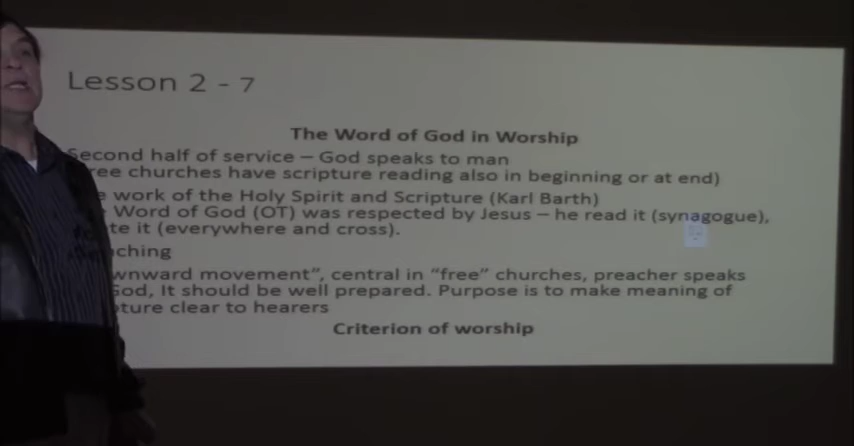 Lesson 2 - 7
The Word of God in Worship
Second half of service – God speaks to man
ree churches have scripture reading also in beginning or at end)
e work of the Holy Spirit and Scripture (Karl Barth)
Word of God (OT) was respected by Jesus – he read it (synagogue),
te it (everywhere and cross).
aching
wnward movement”, central in “free” churches, preacher speaks
God, It should be well prepared. Purpose is to make meaning of
ture clear to hearers
Criterion of worship